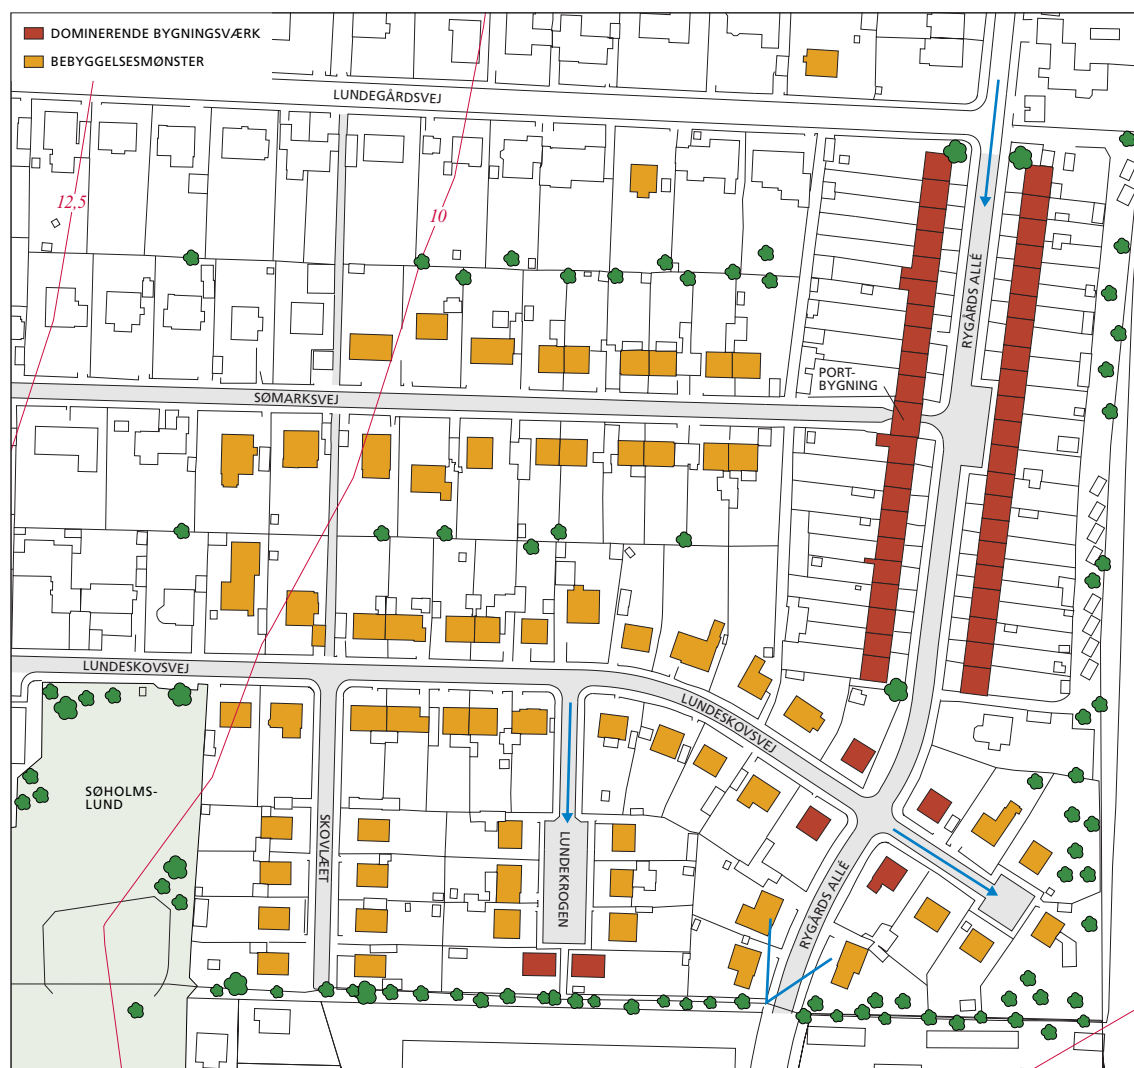 DOMINERENDE BYGNINGSVÆRK
BEBYGGELSESMØNSTER
LUNDEGÅRDSVEJ
12,5
10
RYGÅRDS ALLÉ
PORT-
BYGNING
SØMARKSVEJ
LUNDESKOVSVEJ
LUNDESKOVSVEJ
SØHOLMS-
LUND
SKOVLÆET
LUNDEKROGEN
RYGÅRDS ALLÉ